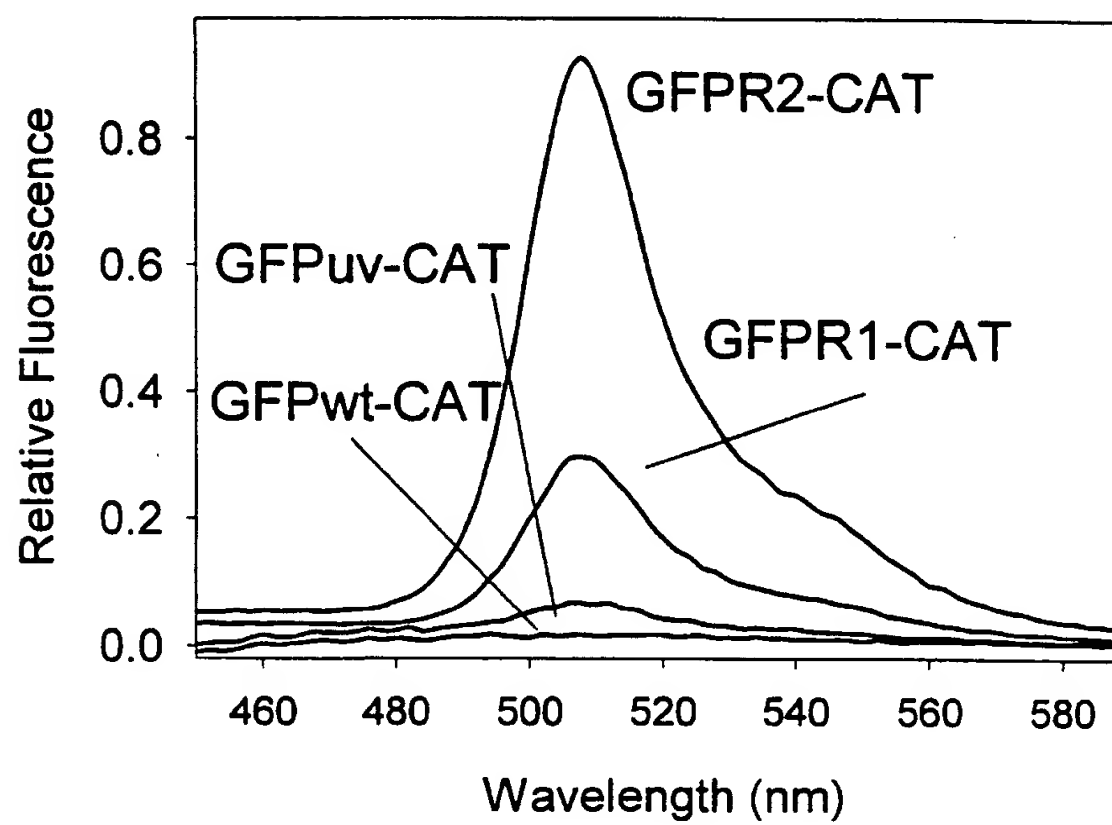 GFPR2-CAT
0.8
GFPuv-CAT
0.6
GFPR1-CAT
0.4
GFPwt-CAT
0.2
0.0
Relative Fluorescence
460 480 500 520 540 560 580
Wavelength (nm)